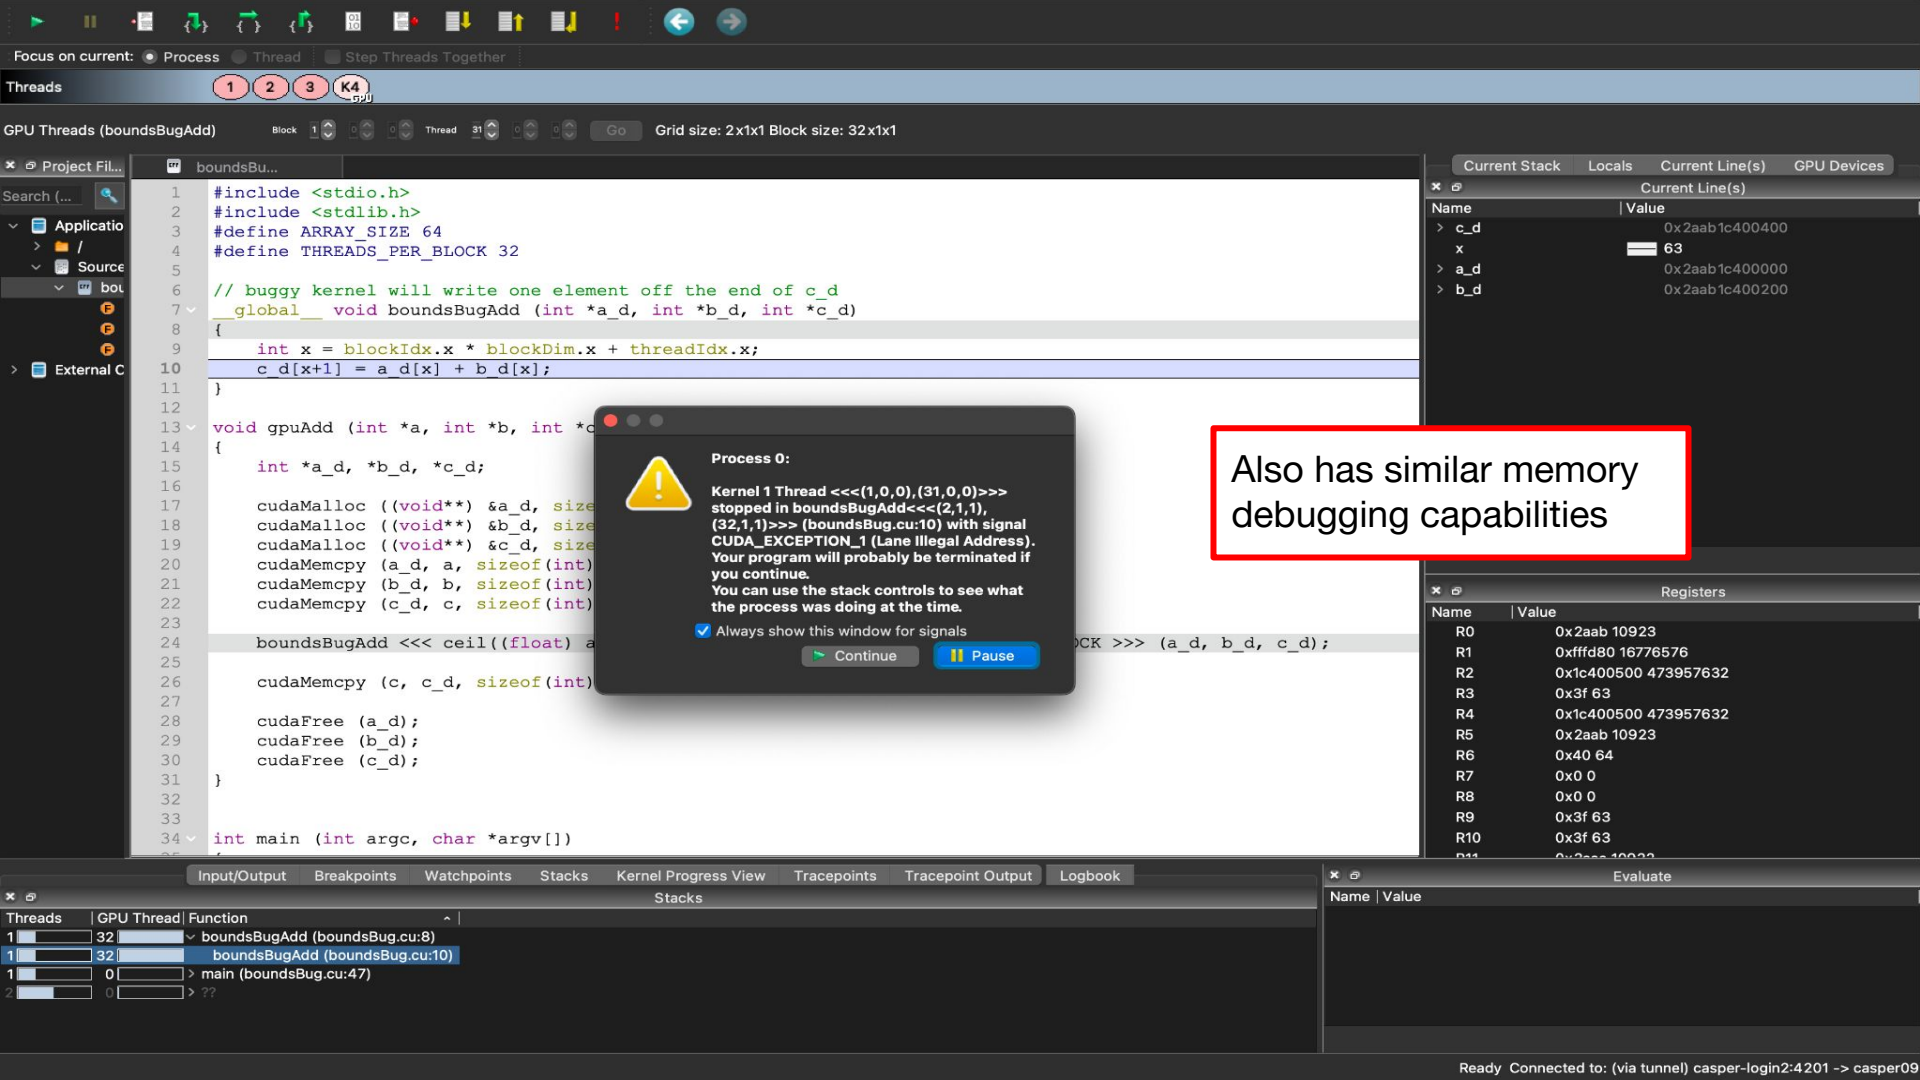 Focus on current: Process Thread Step Threads Together
Threads 1 2 3 K4 GPU
GPU Threads (boundsBugAdd) Block 1 0 0 Thread 31 0 0 Go Grid size: 2x1x1 Block size: 32x1x1
Project Fil...
Search (...
Applicatio
/
Source
bou
F
F
F
External C
boundsBu...
1 #include <stdio.h>
2 #include <stdlib.h>
3 #define ARRAY_SIZE 64
4 #define THREADS_PER_BLOCK 32
5
6 // buggy kernel will write one element off the end of c_d
7 __global__ void boundsBugAdd (int *a_d, int *b_d, int *c_d)
8 {
9 int x = blockIdx.x * blockDim.x + threadIdx.x;
10 c_d[x+1] = a_d[x] + b_d[x];
11 }
12
13 void gpuAdd (int *a, int *b, int *c
14 {
15 int *a_d, *b_d, *c_d;
16
17 cudaMalloc ((void**) &a_d, size
18 cudaMalloc ((void**) &b_d, size
19 cudaMalloc ((void**) &c_d, size
20 cudaMemcpy (a_d, a, sizeof(int)
21 cudaMemcpy (b_d, b, sizeof(int)
22 cudaMemcpy (c_d, c, sizeof(int)
23
24 boundsBugAdd <<< ceil((float) a CK >>> (a_d, b_d, c_d);
25
26 cudaMemcpy (c, c_d, sizeof(int)
27
28 cudaFree (a_d);
29 cudaFree (b_d);
30 cudaFree (c_d);
31 }
32
33
34 int main (int argc, char *argv[])
Process 0:
Kernel 1 Thread <<<(1,0,0),(31,0,0)>>>
stopped in boundsBugAdd<<<(2,1,1),
(32,1,1)>>> (boundsBug.cu:10) with signal
CUDA_EXCEPTION_1 (Lane Illegal Address).
Your program will probably be terminated if
you continue.
You can use the stack controls to see what
the process was doing at the time.
Always show this window for signals
Continue Pause
Also has similar memory
debugging capabilities
Current Stack Locals Current Line(s) GPU Devices
Current Line(s)
Name Value
c_d 0x2aab1c400400
x 63
a_d 0x2aab1c400000
b_d 0x2aab1c400200
Registers
Name Value
R0 0x2aab 10923
R1 0xfffd80 16776576
R2 0x1c400500 473957632
R3 0x3f 63
R4 0x1c400500 473957632
R5 0x2aab 10923
R6 0x40 64
R7 0x0 0
R8 0x0 0
R9 0x3f 63
R10 0x3f 63
Input/Output Breakpoints Watchpoints Stacks Kernel Progress View Tracepoints Tracepoint Output Logbook
Stacks
Threads GPU Thread Function
1 32 boundsBugAdd (boundsBug.cu:8)
1 32 boundsBugAdd (boundsBug.cu:10)
1 0 main (boundsBug.cu:47)
2 0 ??
Evaluate
Name Value
Ready Connected to: (via tunnel) casper-login2:4201 -> casper09